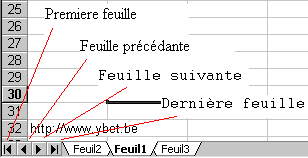 25
Premiere feuille
26
27
Feuille précédante
28
29
Feuille suivante
30
Dernière feuille
31
32 http://www.ybet.be
Feuil2 Feuil1 Feuil3